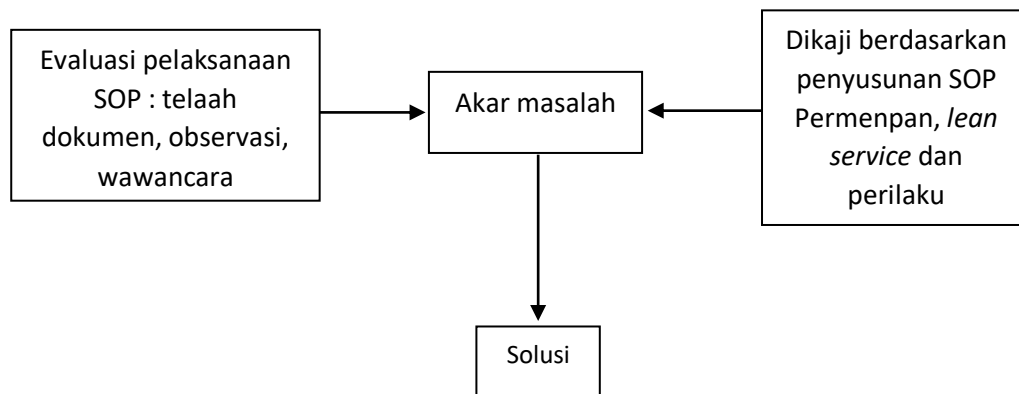 Evaluasi pelaksanaan
SOP : telaah
dokumen, observasi,
wawancara
Akar masalah
Dikaji berdasarkan
penyusunan SOP
Permenpan, lean
service dan
perilaku
Solusi